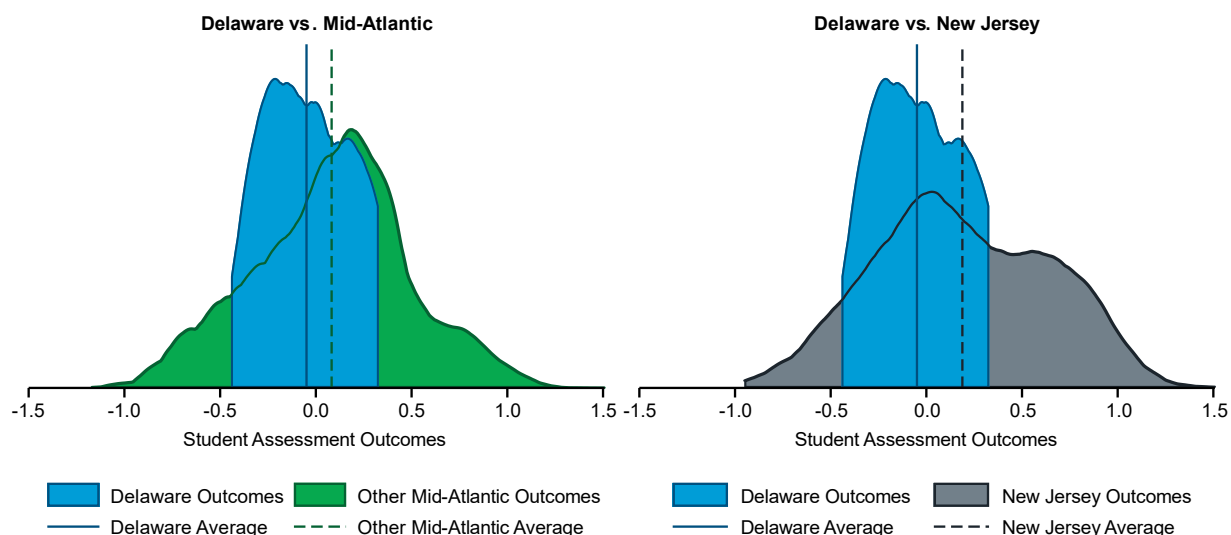 Delaware vs. Mid-Atlantic
-1.5 -1.0 -0.5 0.0 0.5 1.0 1.5
Student Assessment Outcomes
Delaware Outcomes Other Mid-Atlantic Outcomes
Delaware Average Other Mid-Atlantic Average
Delaware vs. New Jersey
-1.5 -1.0 -0.5 0.0 0.5 1.0 1.5
Student Assessment Outcomes
Delaware Outcomes New Jersey Outcomes
Delaware Average New Jersey Average